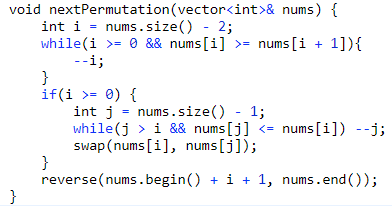 void nextPermutation(vector<int>& nums) {
    int i = nums.size() - 2;
    while(i >= 0 && nums[i] >= nums[i + 1]){
        --i;
    }
    if(i >= 0) {
        int j = nums.size() - 1;
        while(j > i && nums[j] <= nums[i]) --j;
        swap(nums[i], nums[j]);
    }
    reverse(nums.begin() + i + 1, nums.end());
}